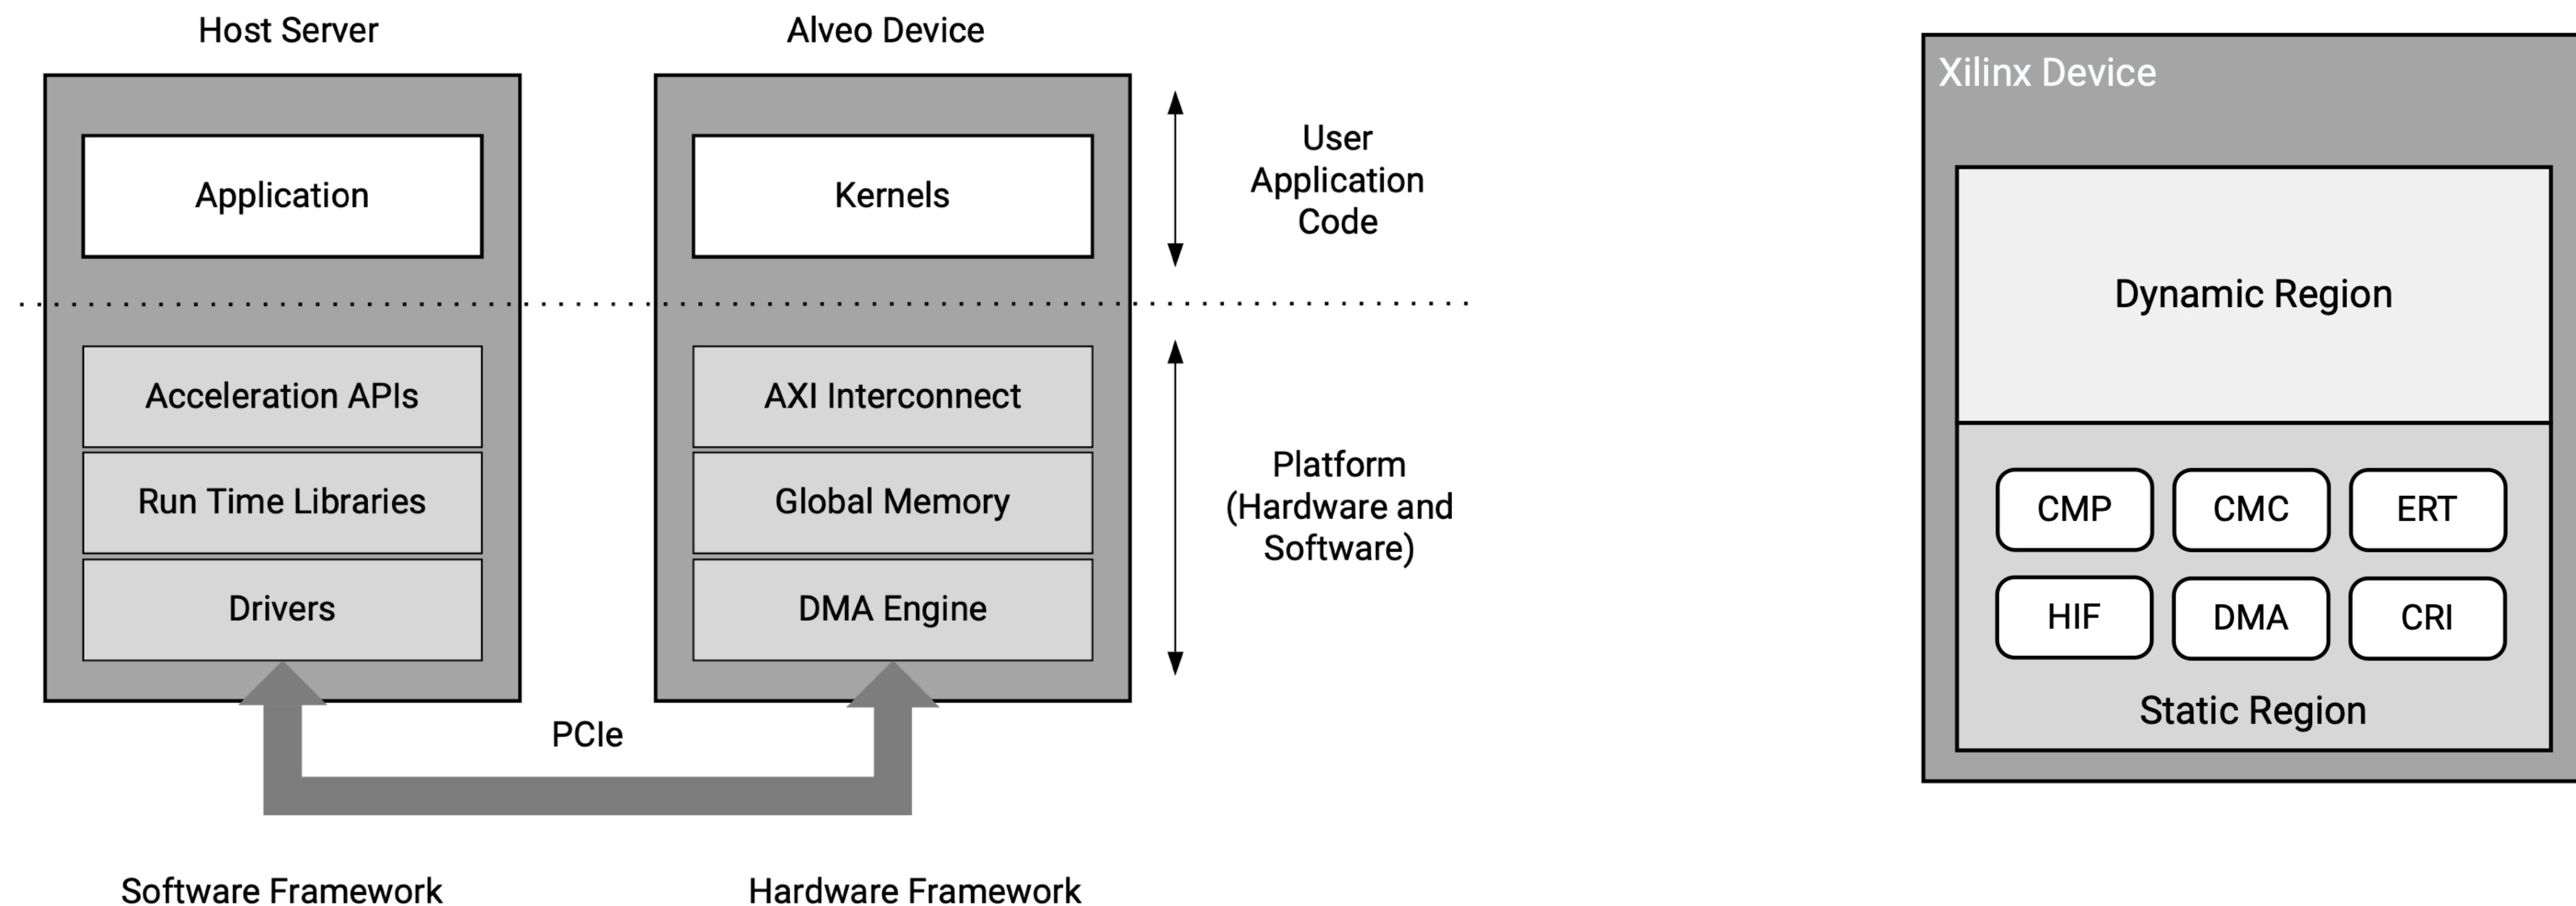 Host Server
Application
Acceleration APIs
Run Time Libraries
Drivers
Alveo Device
Kernels
AXI Interconnect
Global Memory
DMA Engine
User
Application
Code
Platform
(Hardware and
Software)
PCIe
Software Framework
Hardware Framework
Xilinx Device
Dynamic Region
CMP
CMC
ERT
HIF
DMA
CRI
Static Region